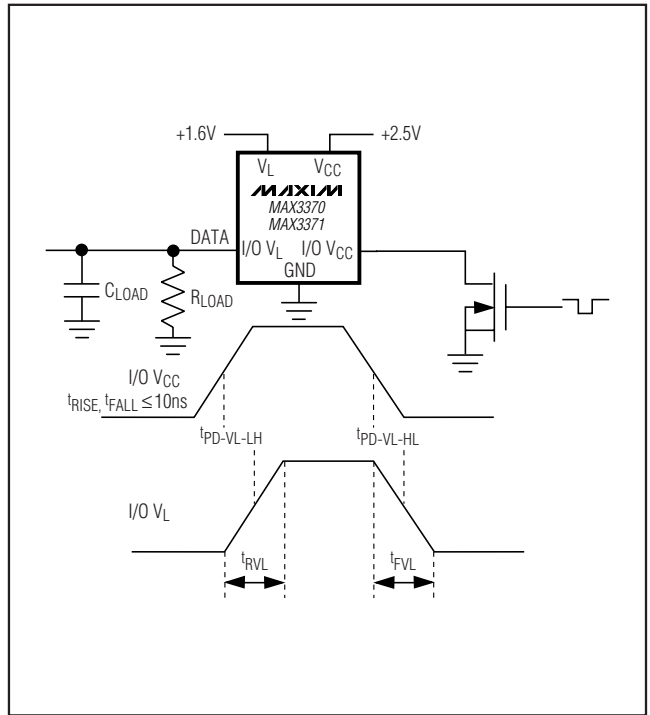 +1.6V +2.5V
VL VCC
MAXIM
MAX3370
MAX3371
DATA
I/O VL I/O VCC
GND
CLOAD RLOAD
I/O VCC
tRISE, tFALL ≤ 10ns
tPD-VL-LH tPD-VL-HL
I/O VL
tRVL tFVL